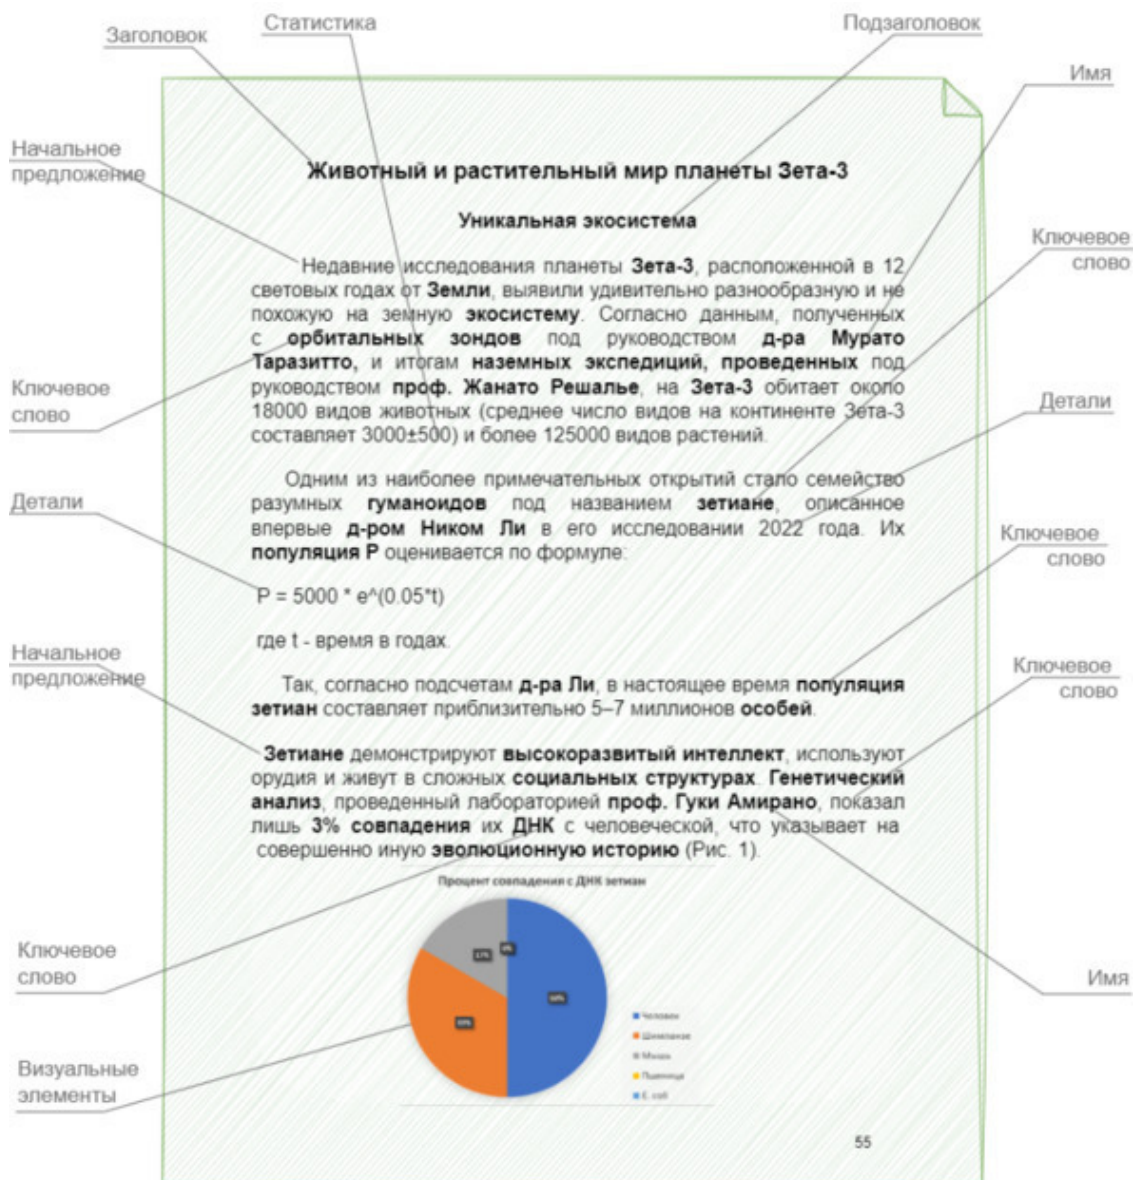 Заголовок
Статистика
Подзаголовок
Имя
Начальное
предложение
Животный и растительный мир планеты Зета-3
Уникальная экосистема
Ключевое
слово
Недавние исследования планеты Зета-3, расположенной в 12
световых годах от Земли, выявили удивительно разнообразную и не
похожую на земную экосистему. Согласно данным, полученных
с орбитальных зондов под руководством д-ра Мурато
Таразитто, и итогам наземных экспедиций, проведенных под
руководством проф. Жанато Решалье, на Зета-3 обитает около
18000 видов животных (среднее число видов на континенте Зета-3
составляет 3000±500) и более 125000 видов растений.
Ключевое
слово
Детали
Одним из наиболее примечательных открытий стало семейство
разумных гуманоидов под названием зетиане, описанное
впервые д-ром Ником Ли в его исследовании 2022 года. Их
популяция P оценивается по формуле:
Детали
Ключевое
слово
P = 5000 * e^(0.05*t)
где t - время в годах.
Начальное
предложение
Ключевое
слово
Так, согласно подсчетам д-ра Ли, в настоящее время популяция
зетиан составляет приблизительно 5–7 миллионов особей.
Зетиане демонстрируют высокоразвитый интеллект, используют
орудия и живут в сложных социальных структурах. Генетический
анализ, проведенный лабораторией проф. Гуки Амирано, показал
лишь 3% совпадения их ДНК с человеческой, что указывает на
совершенно иную эволюционную историю (Рис. 1).
Процент совпадения с ДНК зетиан
17%
0%
50%
33%
Человек
Шимпанзе
Мышь
Пшеница
E. coli
Ключевое
слово
Имя
Визуальные
элементы
55